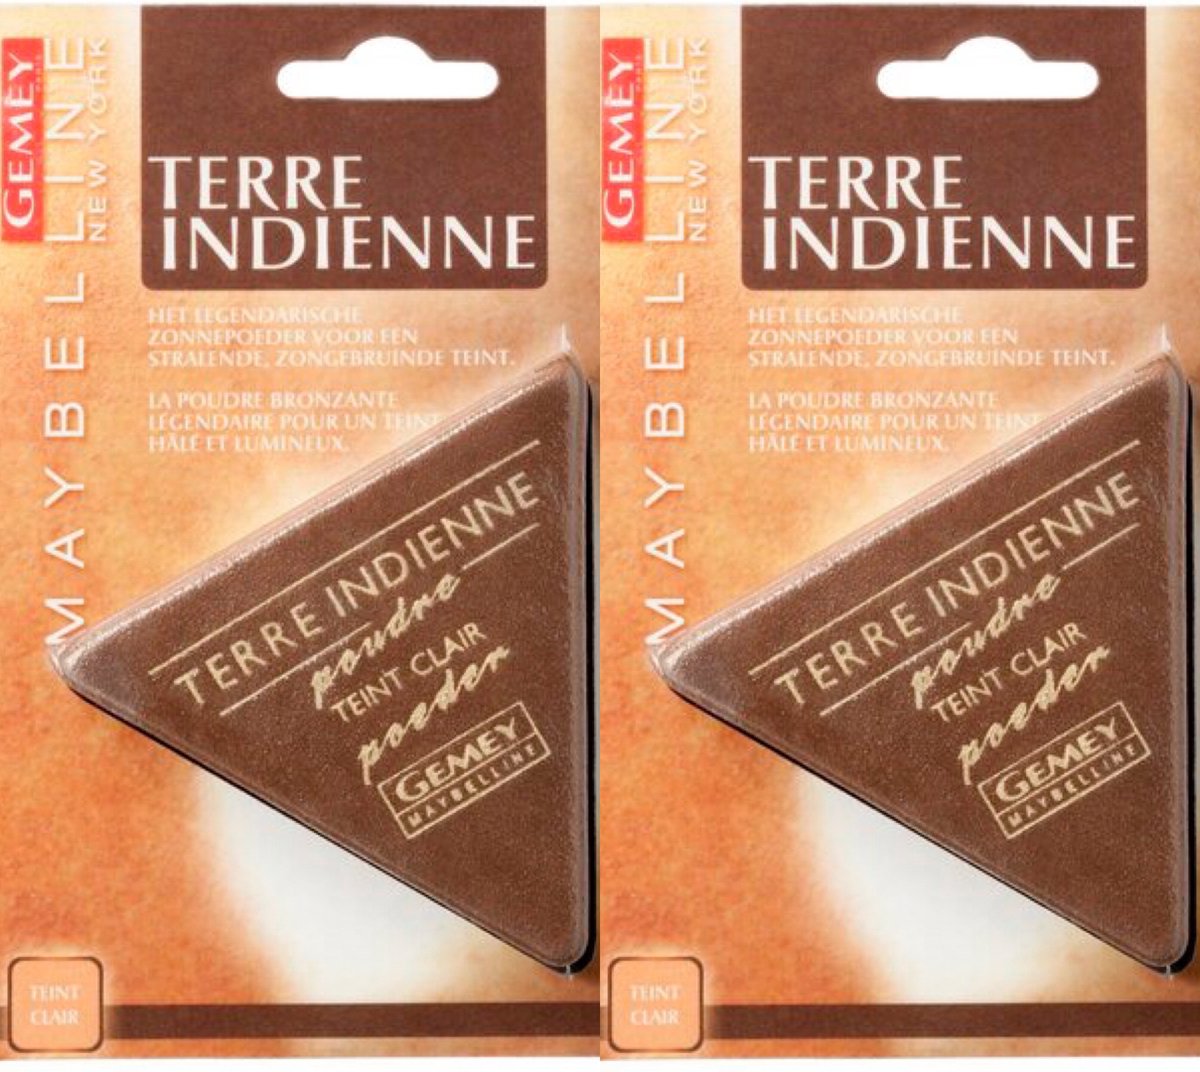 GEMEY
PARIS
MAYBELLINE
NEW YORK
TERRE
INDIENNE
HET LEGENDARISCHE
ZONNEPOEDER VOOR EEN
STRALENDE, ZONGEBRUINDE TEINT.
LA POUDRE BRONZANTE
LÉGENDAIRE POUR UN TEINT
HÂLÉ ET LUMINEUX.
TERRE INDIENNE
poudre
TEINT CLAIR
poeder
GEMEY
MAYBELLINE
TEINT
CLAIR
GEMEY
PARIS
MAYBELLINE
NEW YORK
TERRE
INDIENNE
HET LEGENDARISCHE
ZONNEPOEDER VOOR EEN
STRALENDE, ZONGEBRUINDE TEINT.
LA POUDRE BRONZANTE
LÉGENDAIRE POUR UN TEINT
HÂLÉ ET LUMINEUX.
TERRE INDIENNE
poudre
TEINT CLAIR
poeder
GEMEY
MAYBELLINE
TEINT
CLAIR